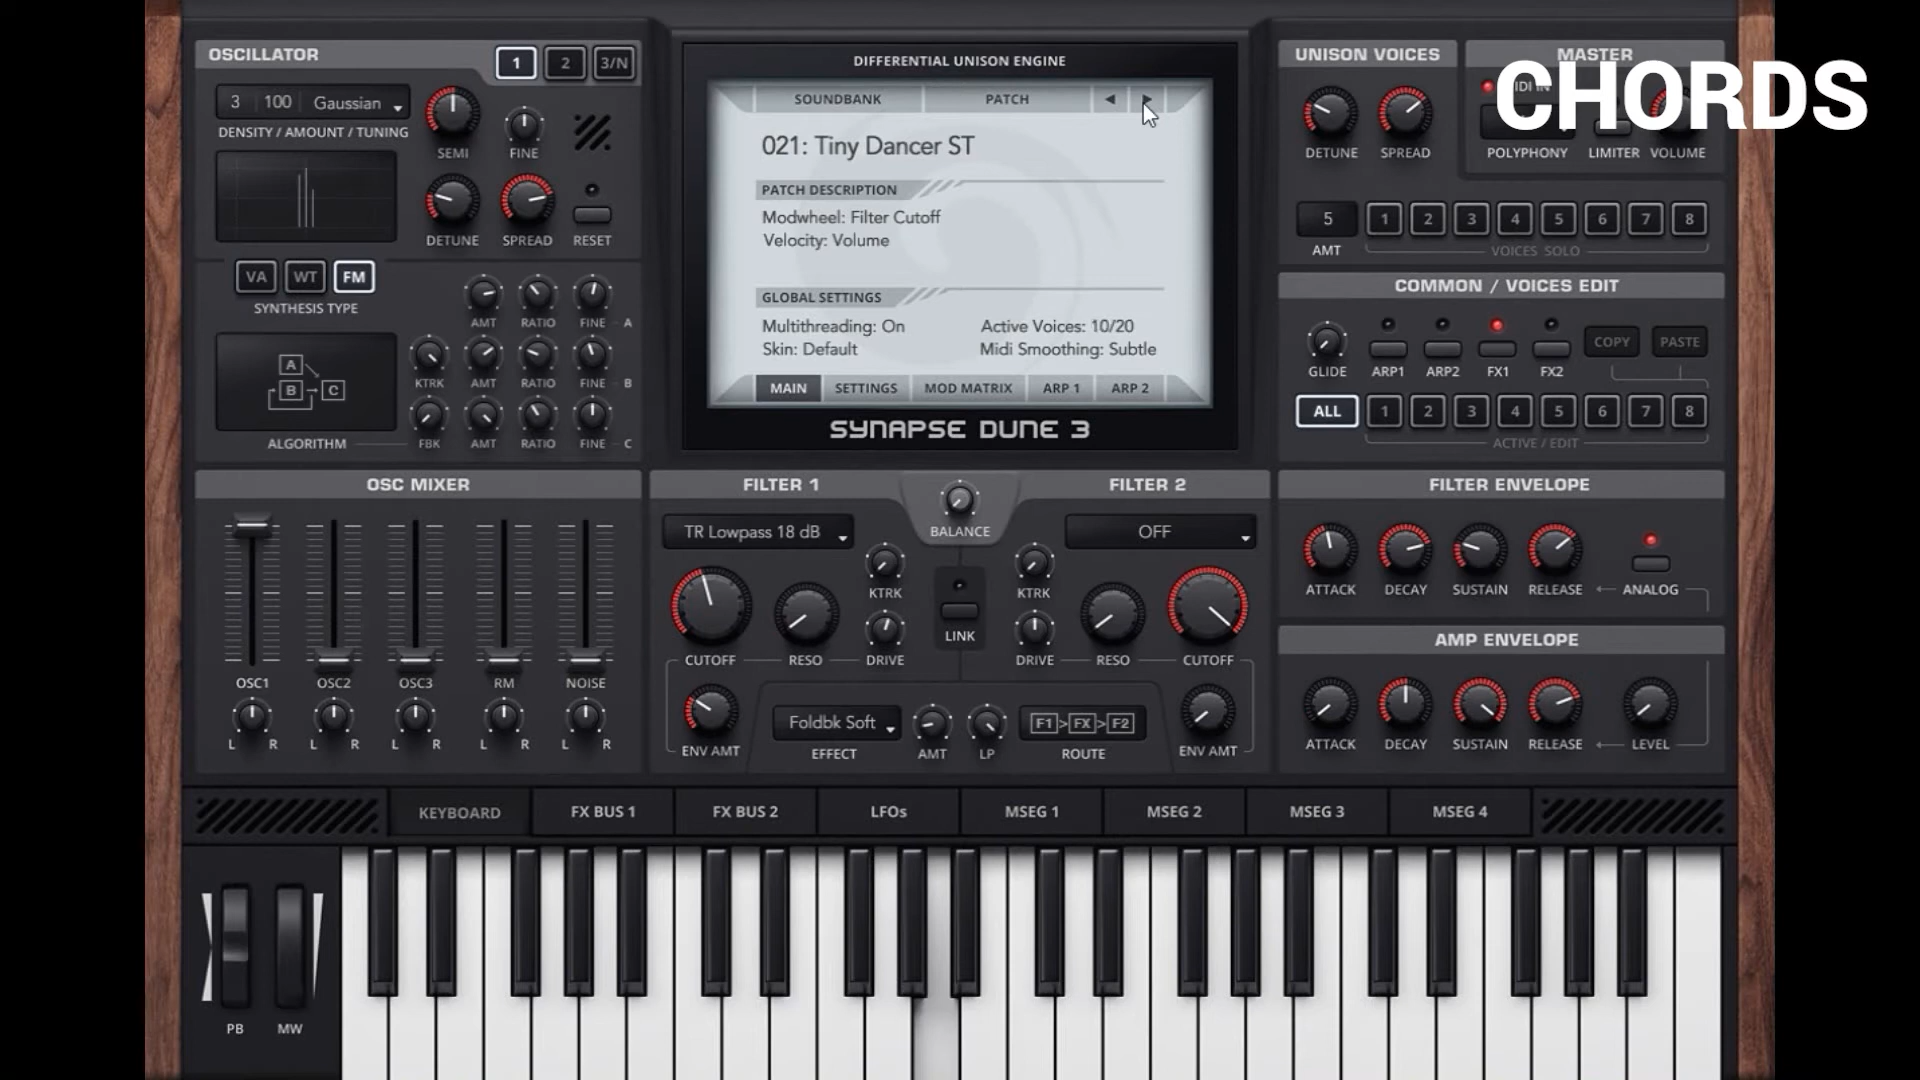 OSCILLATOR
1 2 3/N
3 100 Gaussian
DENSITY / AMOUNT / TUNING
SEMI FINE
DETUNE SPREAD RESET
VA WT FM
SYNTHESIS TYPE
AMT RATIO FINE A
KTRK AMT RATIO FINE B
FBK AMT RATIO FINE C
A
B C
ALGORITHM
DIFFERENTIAL UNISON ENGINE
SOUNDBANK PATCH
021: Tiny Dancer ST
PATCH DESCRIPTION
Modwheel: Filter Cutoff
Velocity: Volume
GLOBAL SETTINGS
Multithreading: On Active Voices: 10/20
Skin: Default Midi Smoothing: Subtle
MAIN SETTINGS MOD MATRIX ARP 1 ARP 2
SYNAPSE DUNE 3
UNISON VOICES
DETUNE SPREAD
MASTER
CHORDS
POLYPHONY LIMITER VOLUME
5 1 2 3 4 5 6 7 8
AMT VOICES SOLO
COMMON / VOICES EDIT
COPY PASTE
GLIDE ARP1 ARP2 FX1 FX2
ALL 1 2 3 4 5 6 7 8
ACTIVE / EDIT
OSC MIXER
OSC1 OSC2 OSC3 RM NOISE
L R L R L R L R L R
FILTER 1
TR Lowpass 18 dB
BALANCE
FILTER 2
OFF
KTRK KTRK
LINK
CUTOFF RESO DRIVE DRIVE RESO CUTOFF
Foldbk Soft F1>FX>F2
ENV AMT EFFECT AMT LP ROUTE ENV AMT
FILTER ENVELOPE
ATTACK DECAY SUSTAIN RELEASE ANALOG
AMP ENVELOPE
ATTACK DECAY SUSTAIN RELEASE LEVEL
KEYBOARD FX BUS 1 FX BUS 2 LFOs MSEG 1 MSEG 2 MSEG 3 MSEG 4
PB MW